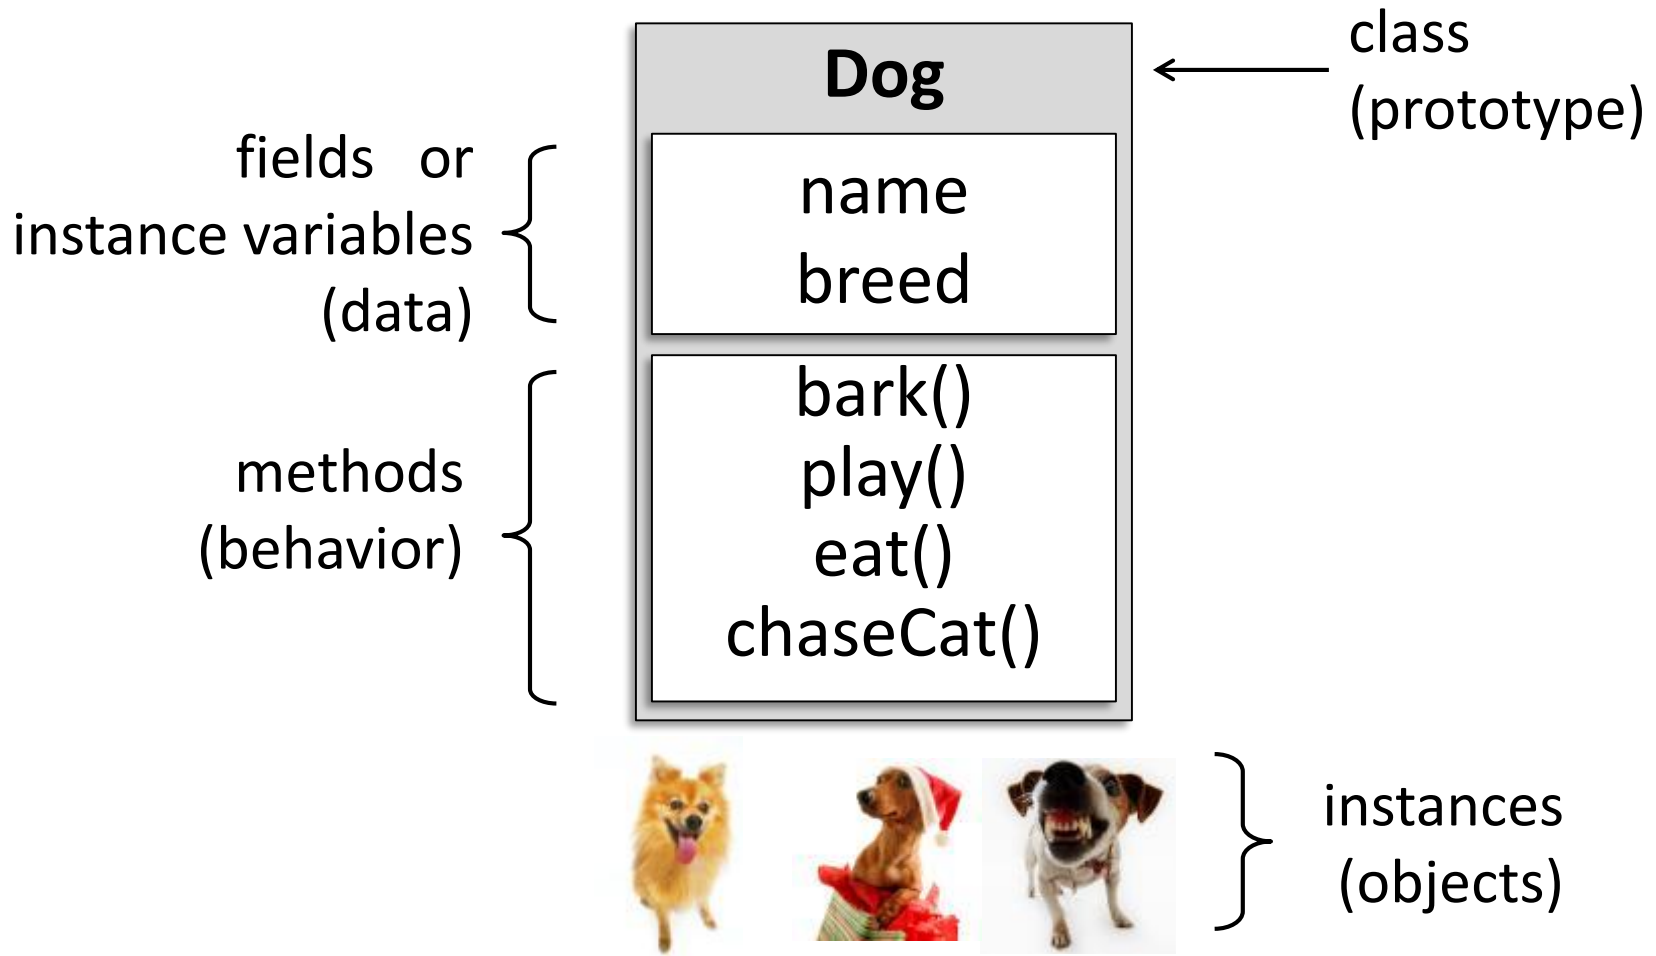 Dog
class
(prototype)
fields or
instance variables
(data)
name
breed
methods
(behavior)
bark()
play()
eat()
chaseCat()
instances
(objects)